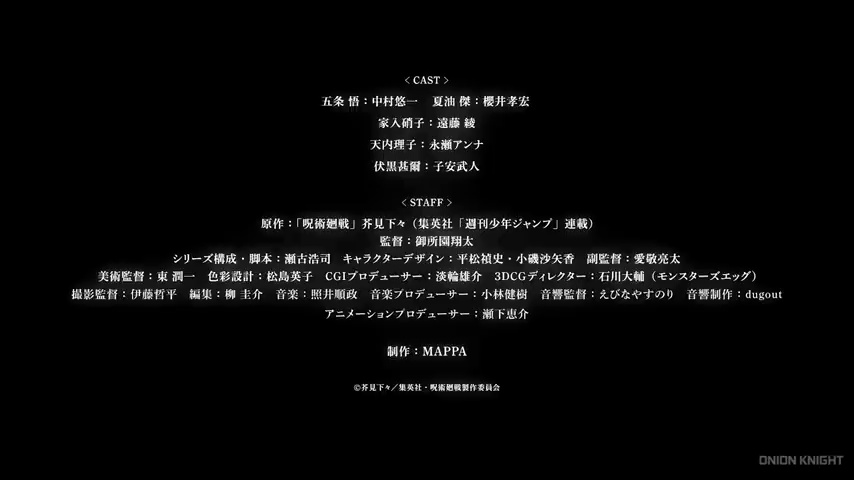 < CAST >
五条 悟：中村悠一　夏油 傑：櫻井孝宏
家入硝子：遠藤 綾
天内理子：永瀬アンナ
伏黒甚爾：子安武人
< STAFF >
原作：「呪術廻戦」芥見下々（集英社「週刊少年ジャンプ」連載）
監督：御所園翔太
シリーズ構成・脚本：瀬古浩司　キャラクターデザイン：平松禎史・小磯沙矢香　副監督：愛敬亮太
美術監督：東 潤一　色彩設計：松島英子　CGIプロデューサー：淡輪雄介　3DCGディレクター：石川大輔（モンスターズエッグ）
撮影監督：伊藤哲平　編集：柳 圭介　音楽：照井順政　音楽プロデューサー：小林健樹　音響監督：えびなやすのり　音響制作：dugout
アニメーションプロデューサー：瀬下恵介
制作：MAPPA
©芥見下々／集英社・呪術廻戦製作委員会
ONION KNIGHT